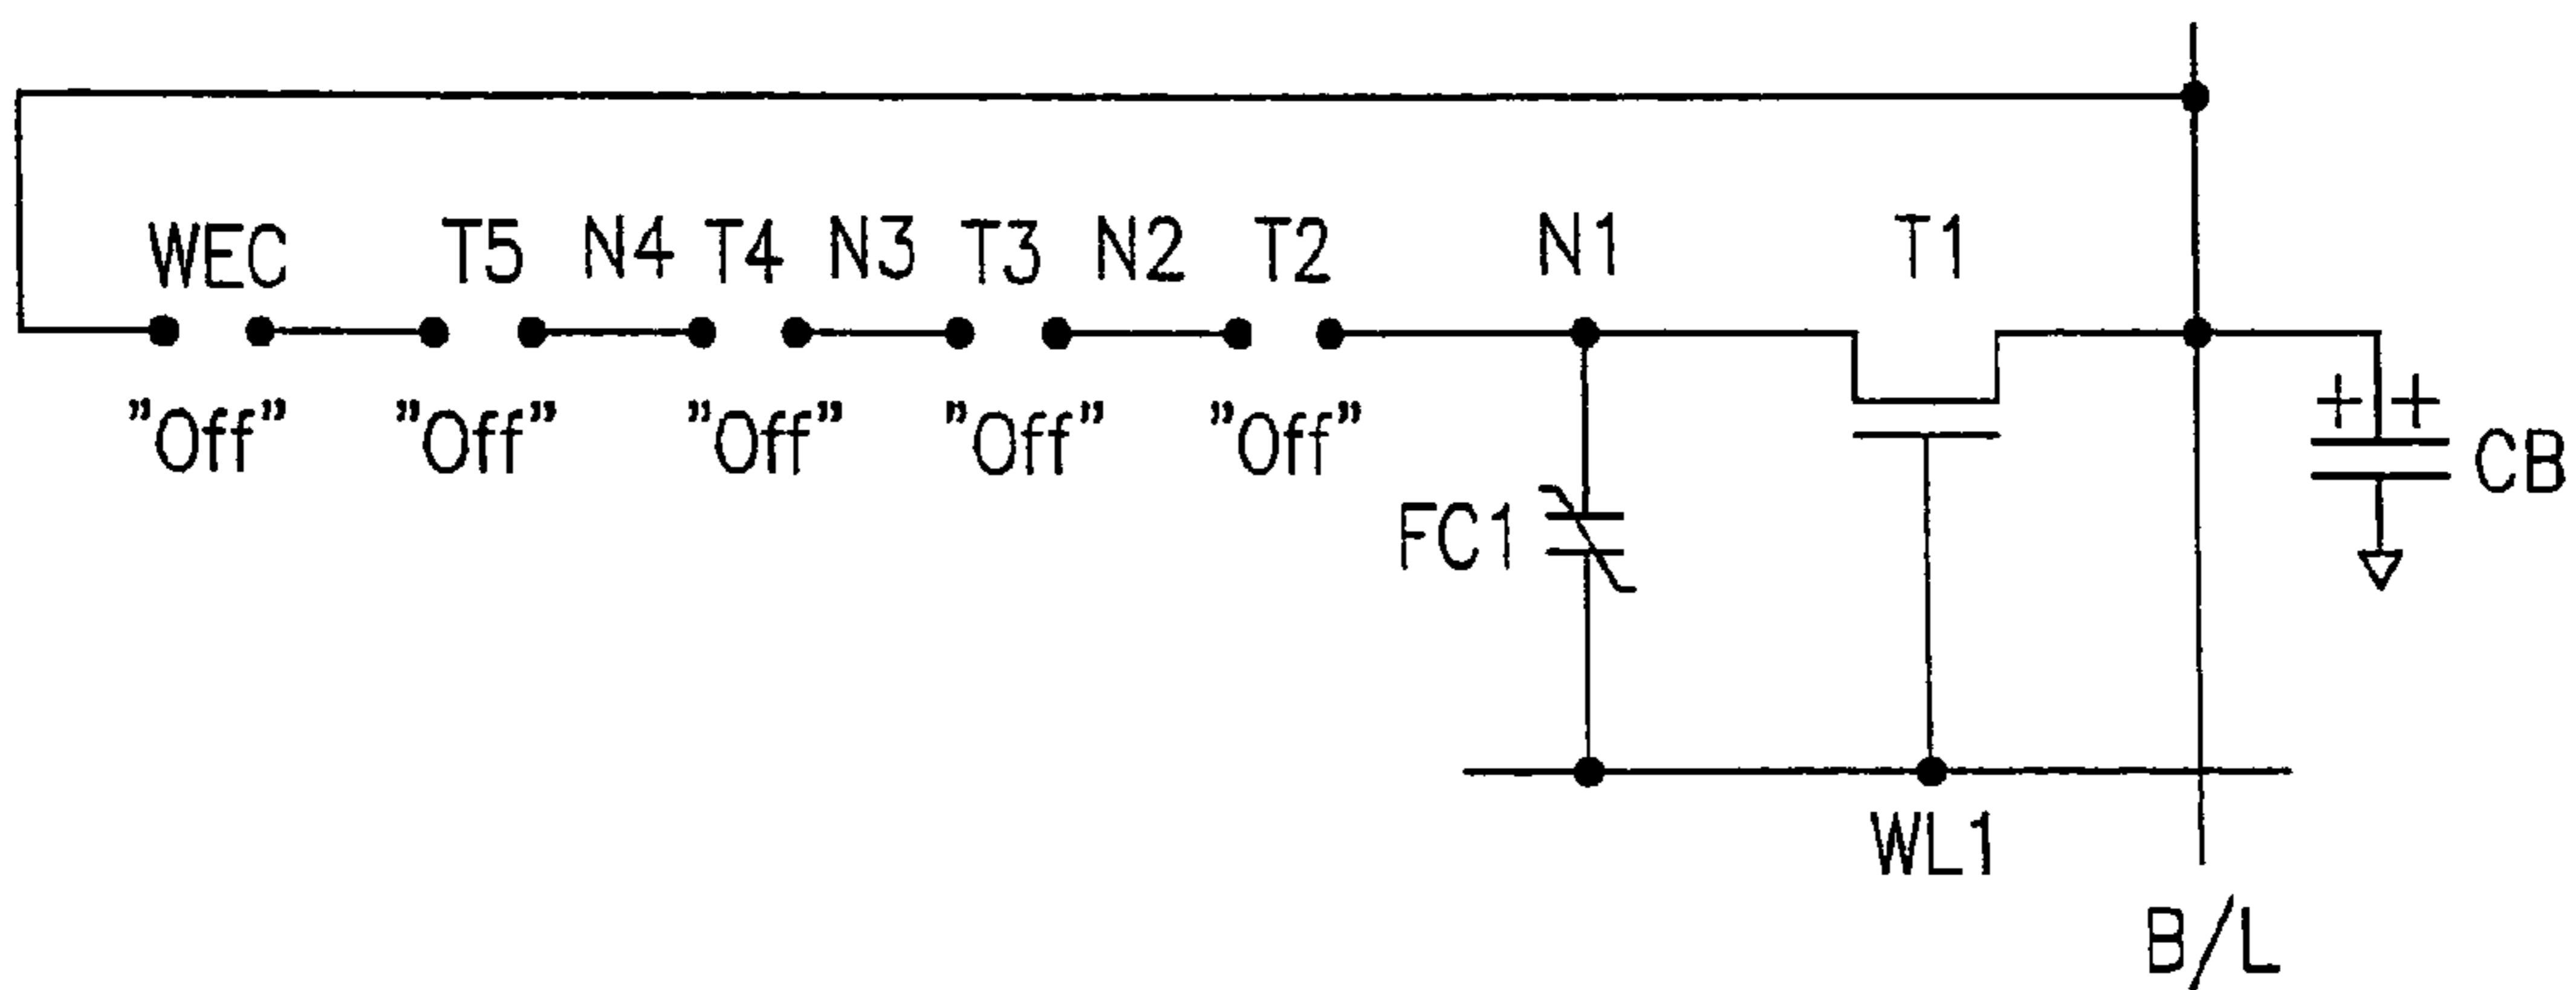 WEC T5 N4 T4 N3 T3 N2 T2 N1 T1
"Off" "Off" "Off" "Off" "Off"
++
CB
FC1
WL1
B/L